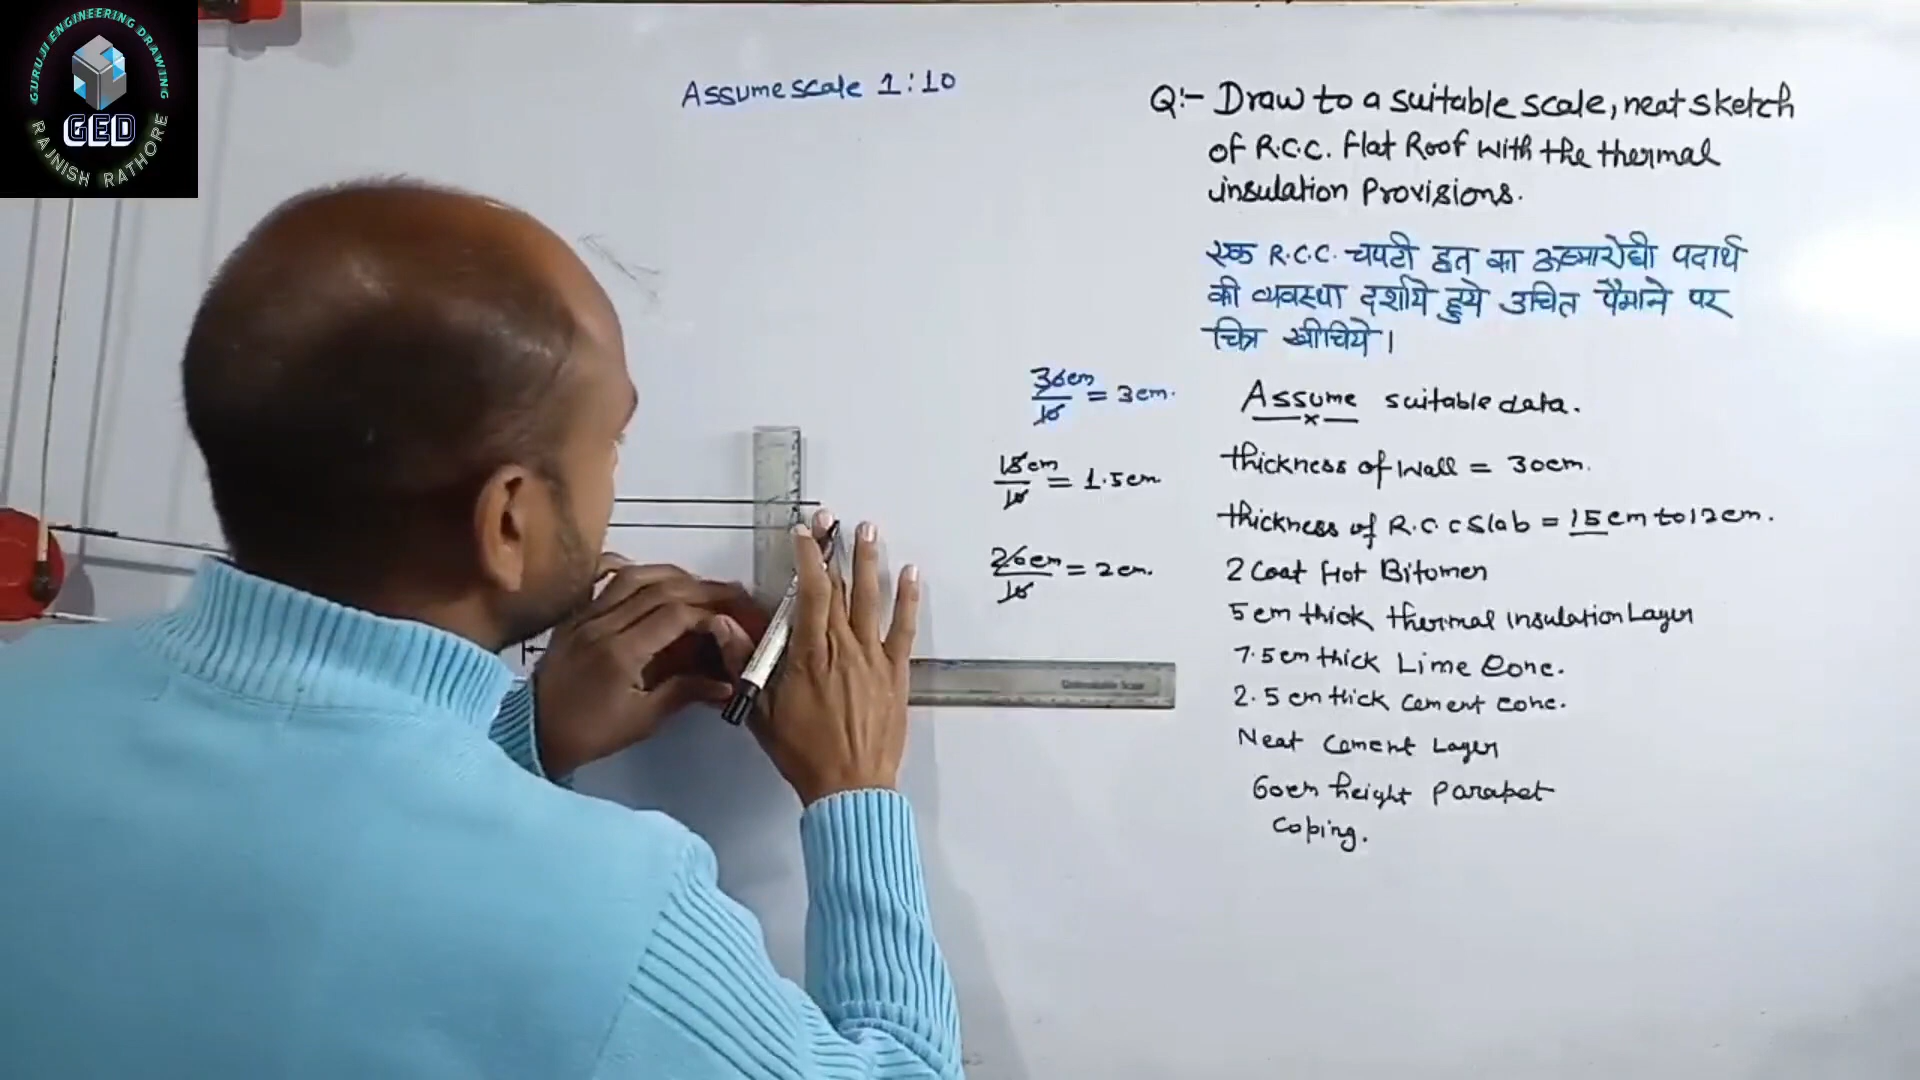 GURUJI ENGINEERING DRAWING
GED
RAJNISH RATHORE
Assume scale 1:10
Q:- Draw to a suitable scale, neat sketch
of R.C.C. Flat Roof with the thermal
insulation Provisions.
एक R.C.C. चपटी छत का ऊष्मारोधी पदार्थ
की व्यवस्था दर्शाये हुये उचित पैमाने पर
चित्र खीचिये।
30cm/10 = 3cm.
Assume suitable data.
x
15cm/10 = 1.5cm
thickness of Wall = 30cm.
thickness of R.C.C Slab = 15cm to 12cm.
20cm/10 = 2cm.
2 Coat Hot Bitomen
5cm thick thermal insulation Layer
7.5cm thick Lime Conc.
2.5cm thick cement conc.
Neat Cement Layer
60cm height Parapet
Coping.